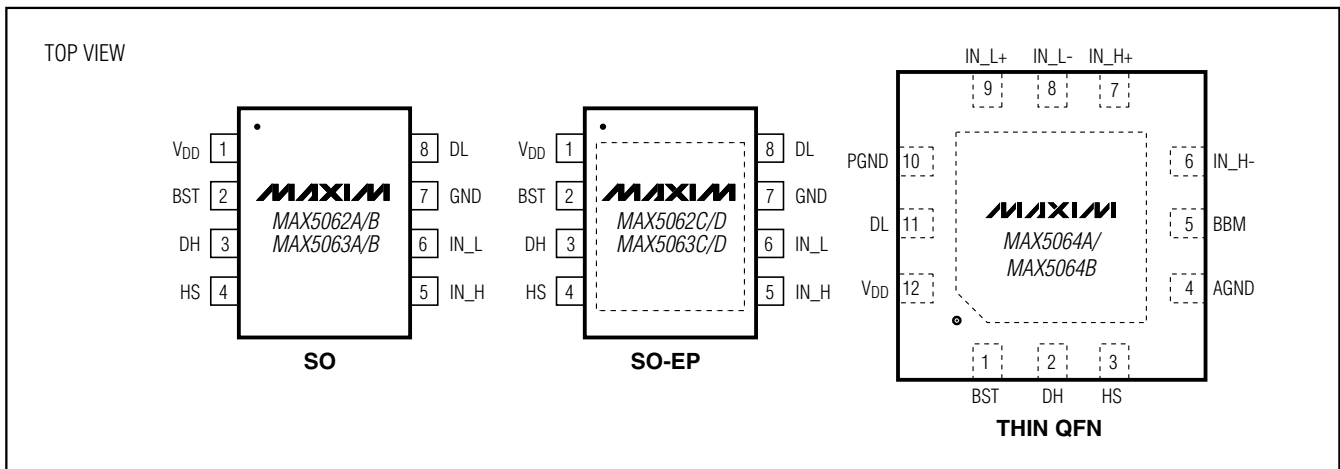 TOP VIEW
VDD 1
BST 2
DH 3
HS 4
8 DL
7 GND
6 IN_L
5 IN_H
MAXIM
MAX5062A/B
MAX5063A/B
SO
VDD 1
BST 2
DH 3
HS 4
8 DL
7 GND
6 IN_L
5 IN_H
MAXIM
MAX5062C/D
MAX5063C/D
SO-EP
IN_L+ IN_L- IN_H+
9 8 7
PGND 10
DL 11
VDD 12
6 IN_H-
5 BBM
4 AGND
MAXIM
MAX5064A/
MAX5064B
1 2 3
BST DH HS
THIN QFN